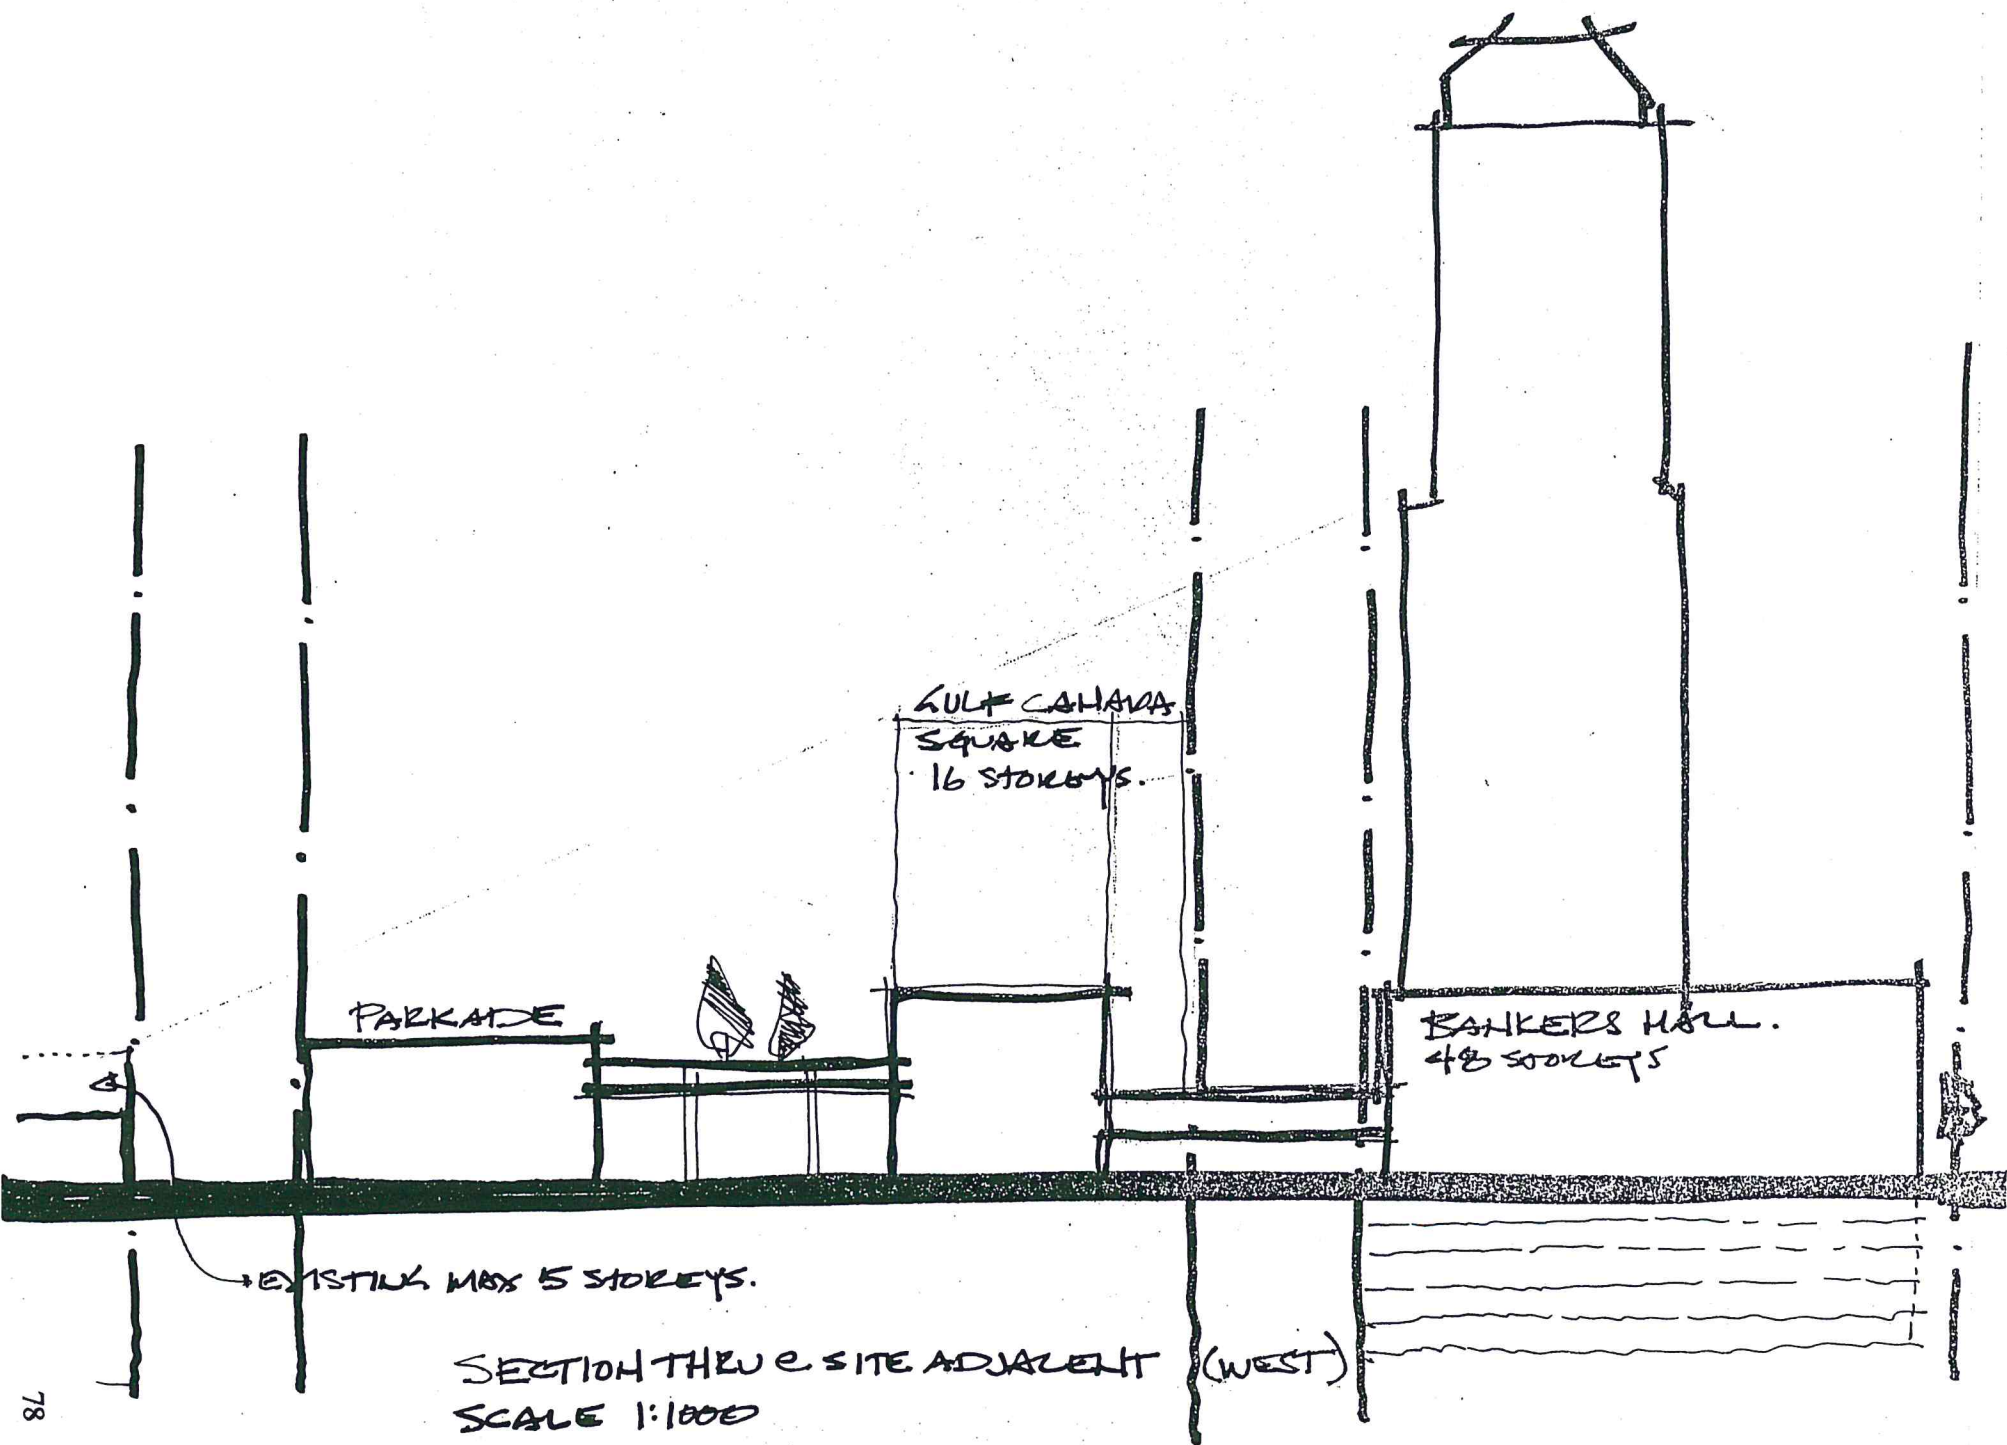 GULF CANADA
SQUARE
16 STOREYS.
PARKADE
BANKERS HALL.
48 STOREYS
EXISTING MAX 5 STOREYS.
SECTION THRU @ SITE ADJACENT (WEST)
SCALE 1:1000
78